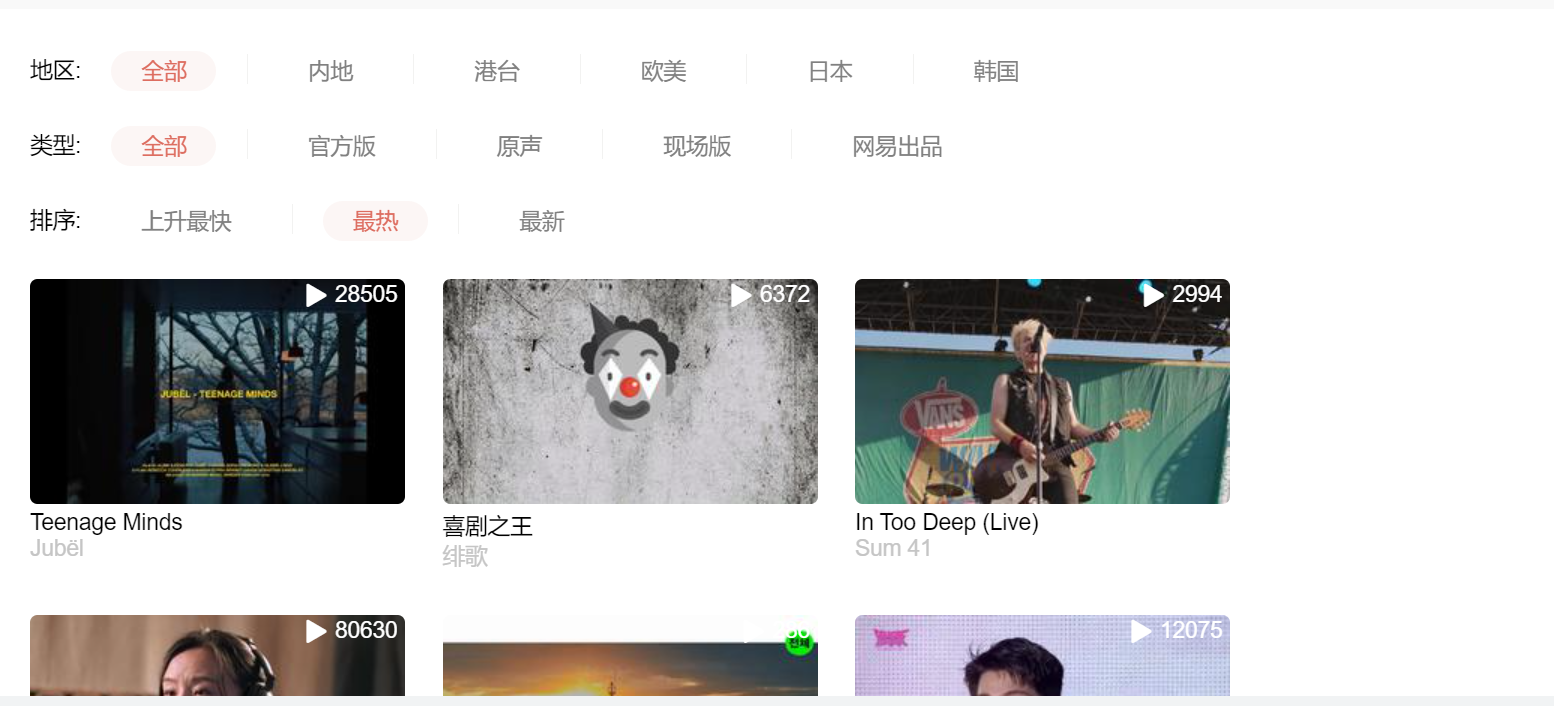 地区: 全部 内地 港台 欧美 日本 韩国
类型: 全部 官方版 原声 现场版 网易出品
排序: 上升最快 最热 最新
28505
6372
2994
JUBËL - TEENAGE MINDS
VANS
Teenage Minds
喜剧之王
In Too Deep (Live)
Jubël
绯歌
Sum 41
80630
12075
전체